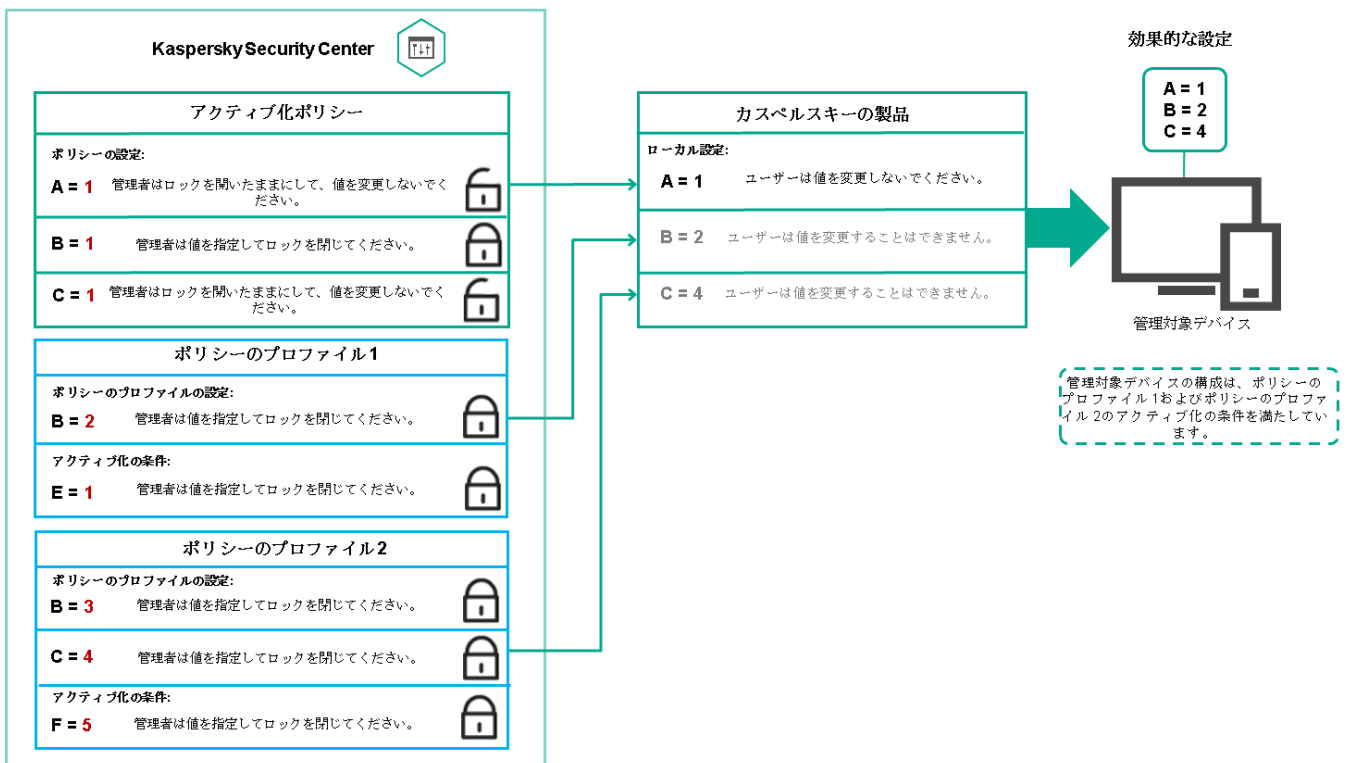 Kaspersky Security Center
アクティブ化ポリシー
ポリシーの設定:
A = 1
管理者はロックを開いたままにして、値を変更しないでく
ださい。
B = 1
管理者は値を指定してロックを閉じてください。
C = 1
管理者はロックを開いたままにして、値を変更しないでく
ださい。
ポリシーのプロファイル1
ポリシーのプロファイルの設定:
B = 2
管理者は値を指定してロックを閉じてください。
アクティブ化の条件:
E = 1
管理者は値を指定してロックを閉じてください。
ポリシーのプロファイル2
ポリシーのプロファイルの設定:
B = 3
管理者は値を指定してロックを閉じてください。
C = 4
管理者は値を指定してロックを閉じてください。
アクティブ化の条件:
F = 5
管理者は値を指定してロックを閉じてください。
カスペルスキーの製品
ローカル設定:
A = 1
ユーザーは値を変更しないでください。
B = 2
ユーザーは値を変更することはできません。
C = 4
ユーザーは値を変更することはできません。
効果的な設定
A = 1
B = 2
C = 4
管理対象デバイス
管理対象デバイスの構成は、ポリシーの
プロファイル1およびポリシーのプロファ
イル2のアクティブ化の条件を満たしてい
ます。